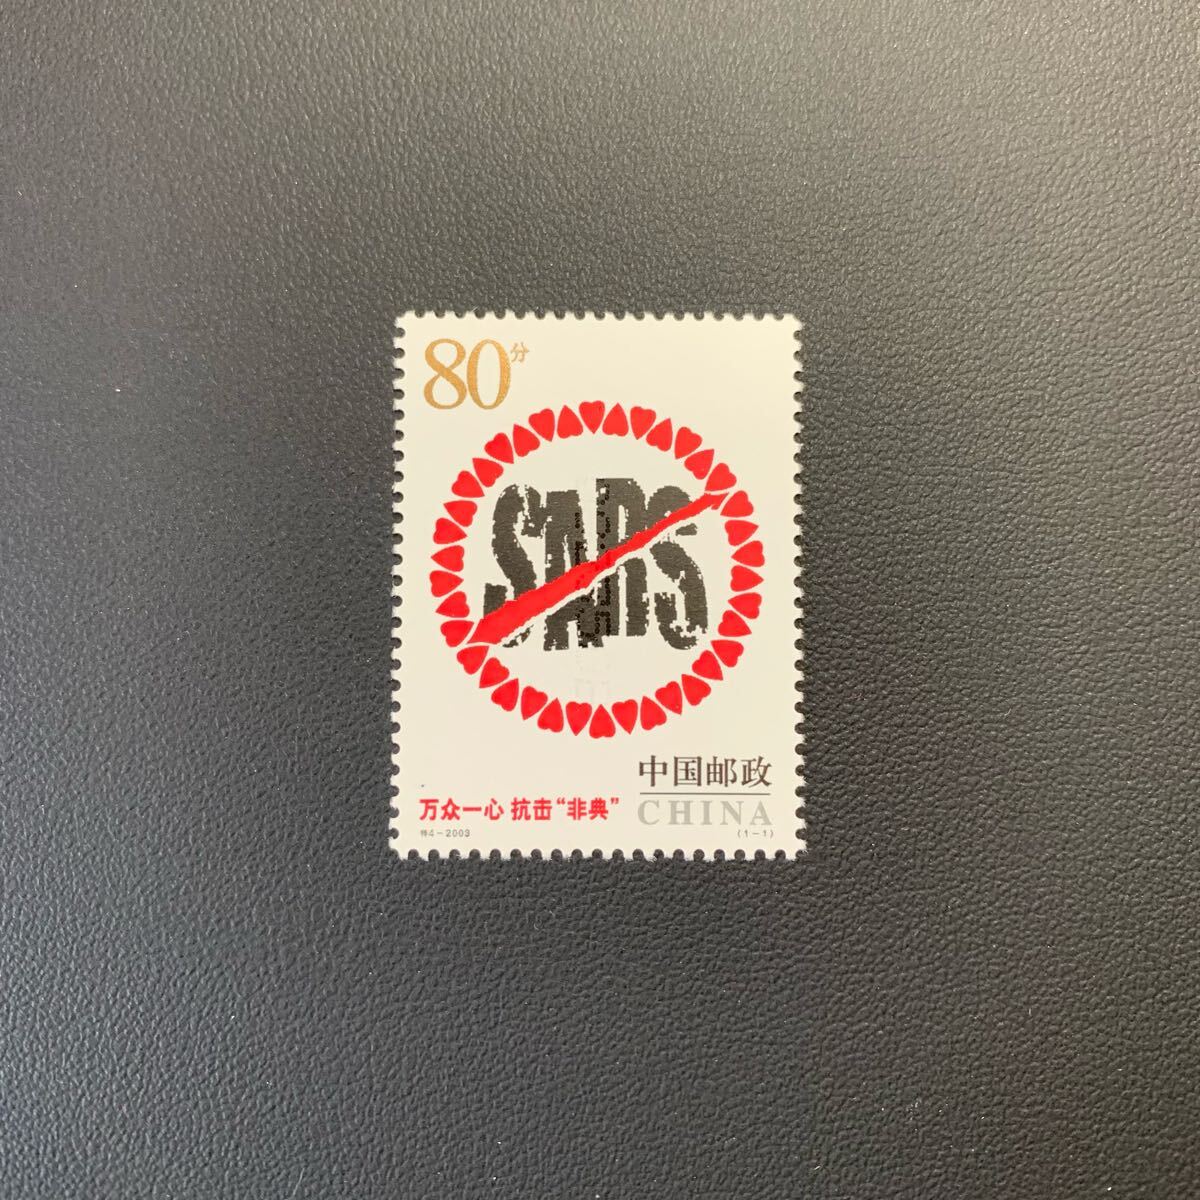 80分
SARS
中国邮政
CHINA
万众一心 抗击“非典”
特4-2003
(1-1)